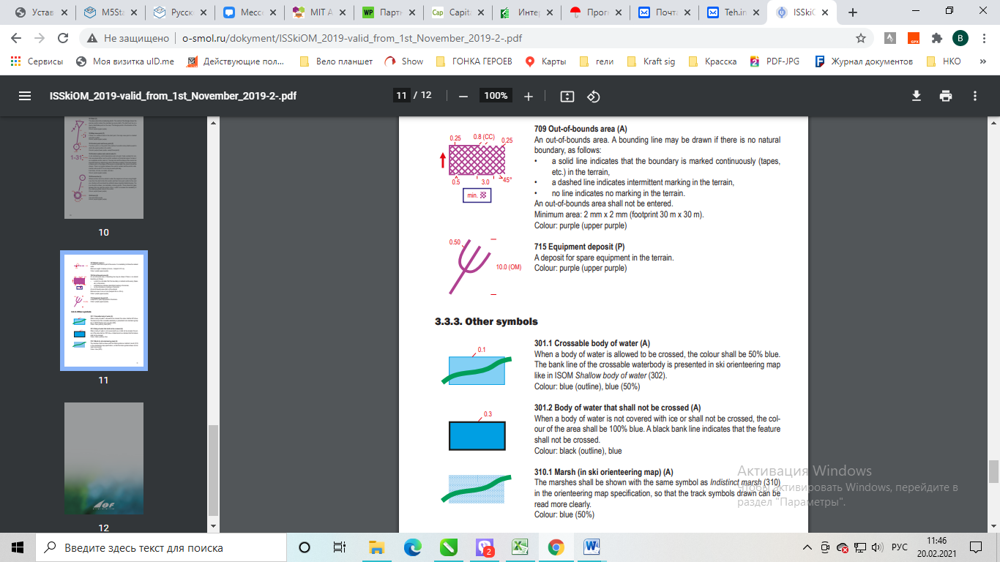 Устав
M5Sta
Русск
Месс
MIT A
WP Парт
Cap Capita
Интер
Прог
Почта
Teh.in
ISSkiO
Не защищено
o-smol.ru/dokyment/ISSkiOM_2019-valid_from_1st_November_2019-2-.pdf
В
Сервисы
Моя визитка uID.me
Действующие пол...
Вело планшет
Show
ГОНКА ГЕРОЕВ
Карты
гели
Kraft sig
Красска
PDF-JPG
Журнал документов
НКО
»
ISSkiOM_2019-valid_from_1st_November_2019-2-.pdf
11 / 12
100%
10
11
12
709 Out-of-bounds area (A)
An out-of-bounds area. A bounding line may be drawn if there is no natural
boundary, as follows:
• a solid line indicates that the boundary is marked continuously (tapes,
etc.) in the terrain,
• a dashed line indicates intermittent marking in the terrain,
• no line indicates no marking in the terrain.
An out-of-bounds area shall not be entered.
Minimum area: 2 mm x 2 mm (footprint 30 m x 30 m).
Colour: purple (upper purple)
0.25
0.8 (CC)
0.25
0.5
3.0
45°
min.
715 Equipment deposit (P)
A deposit for spare equipment in the terrain.
Colour: purple (upper purple)
0.50
10.0 (OM)
3.3.3. Other symbols
301.1 Crossable body of water (A)
When a body of water is allowed to be crossed, the colour shall be 50% blue.
The bank line of the crossable waterbody is presented in ski orienteering map
like in ISOM Shallow body of water (302).
Colour: blue (outline), blue (50%)
0.1
301.2 Body of water that shall not be crossed (A)
When a body of water is not covered with ice or shall not be crossed, the col-
our of the area shall be 100% blue. A black bank line indicates that the feature
shall not be crossed.
Colour: black (outline), blue
0.3
310.1 Marsh (in ski orienteering map) (A)
The marshes shall be shown with the same symbol as Indistinct marsh (310)
in the orienteering map specification, so that the track symbols drawn can be
read more clearly.
Colour: blue (50%)
Активация Windows
Чтобы активировать Windows, перейдите в
раздел "Параметры".
Введите здесь текст для поиска
2
РУС
11:46
20.02.2021